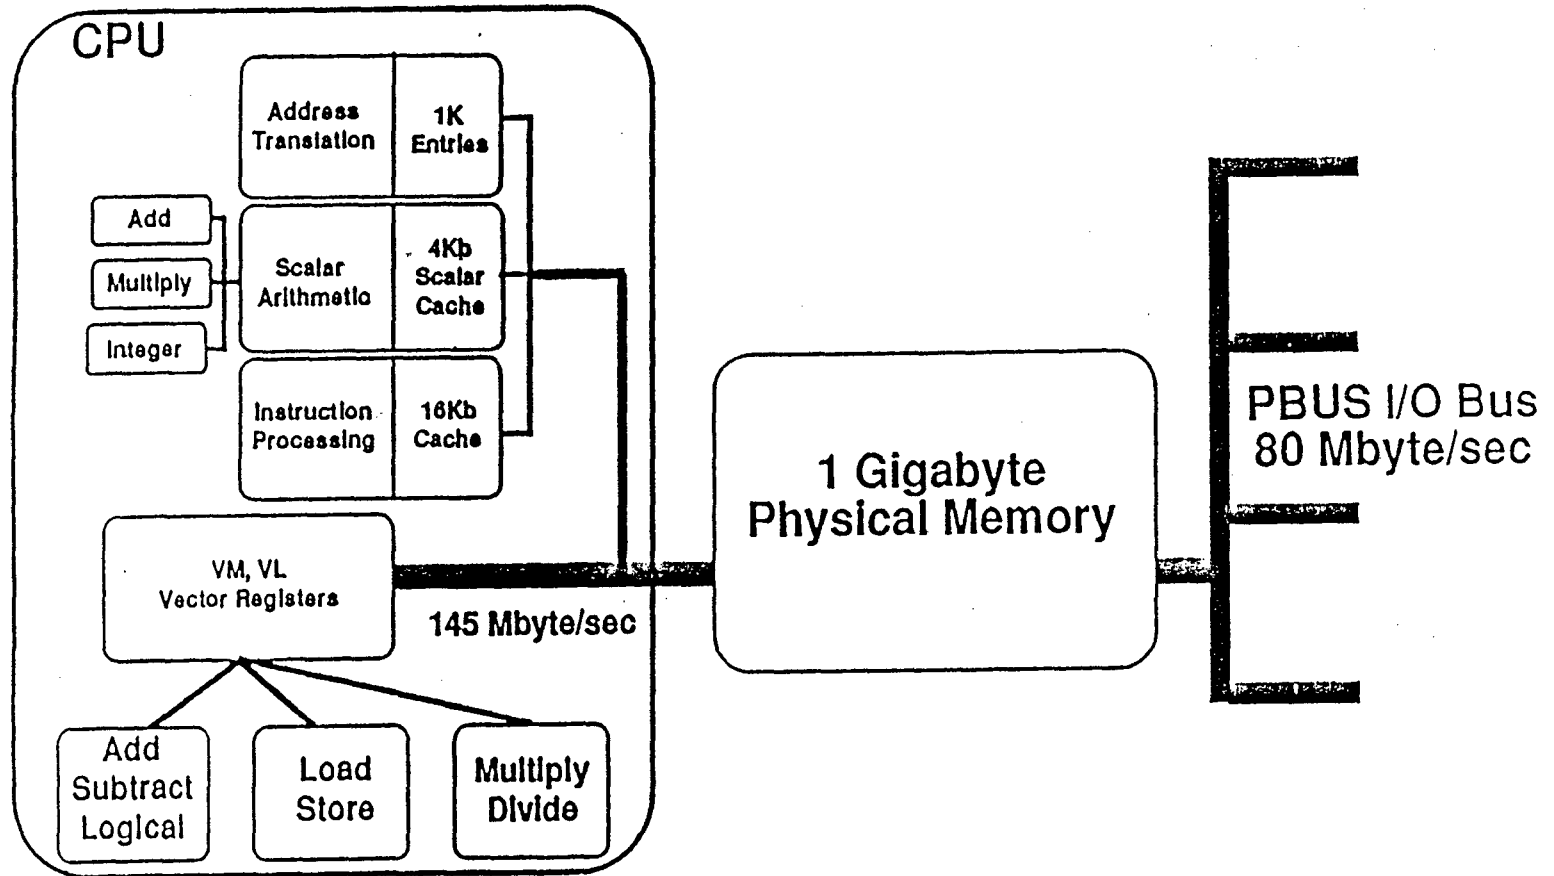 CPU
Address
Translation
1K
Entries
Add
Multiply
Integer
Scalar
Arithmetic
4Kb
Scalar
Cache
Instruction
Processing
16Kb
Cache
VM, VL
Vector Registers
145 Mbyte/sec
Add
Subtract
Logical
Load
Store
Multiply
Divide
1 Gigabyte
Physical Memory
PBUS I/O Bus
80 Mbyte/sec